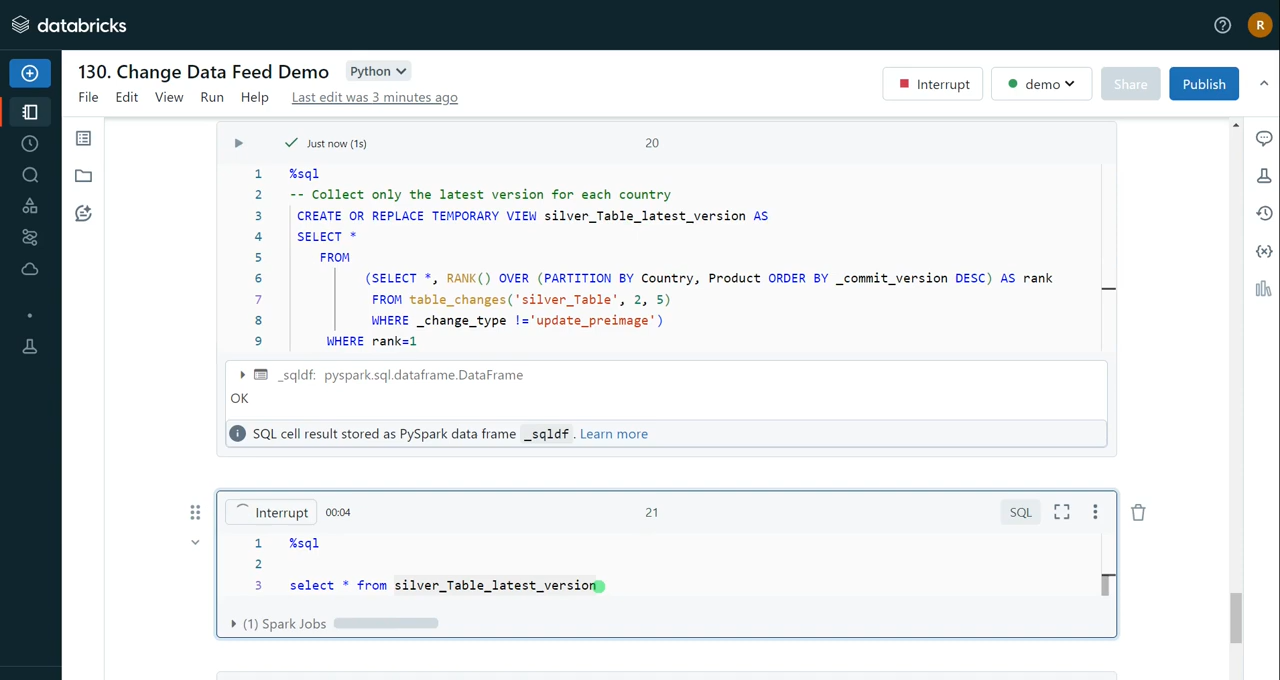 databricks
R
130. Change Data Feed Demo
Python
Interrupt
demo
Share
Publish
File
Edit
View
Run
Help
Last edit was 3 minutes ago
Just now (1s)
20
1 %sql
2 -- Collect only the latest version for each country
3 CREATE OR REPLACE TEMPORARY VIEW silver_Table_latest_version AS
4 SELECT *
5 FROM
6 (SELECT *, RANK() OVER (PARTITION BY Country, Product ORDER BY _commit_version DESC) AS rank
7 FROM table_changes('silver_Table', 2, 5)
8 WHERE _change_type !='update_preimage')
9 WHERE rank=1
_sqldf: pyspark.sql.dataframe.DataFrame
OK
SQL cell result stored as PySpark data frame _sqldf. Learn more
Interrupt
00:04
21
SQL
1 %sql
2
3 select * from silver_Table_latest_version
(1) Spark Jobs